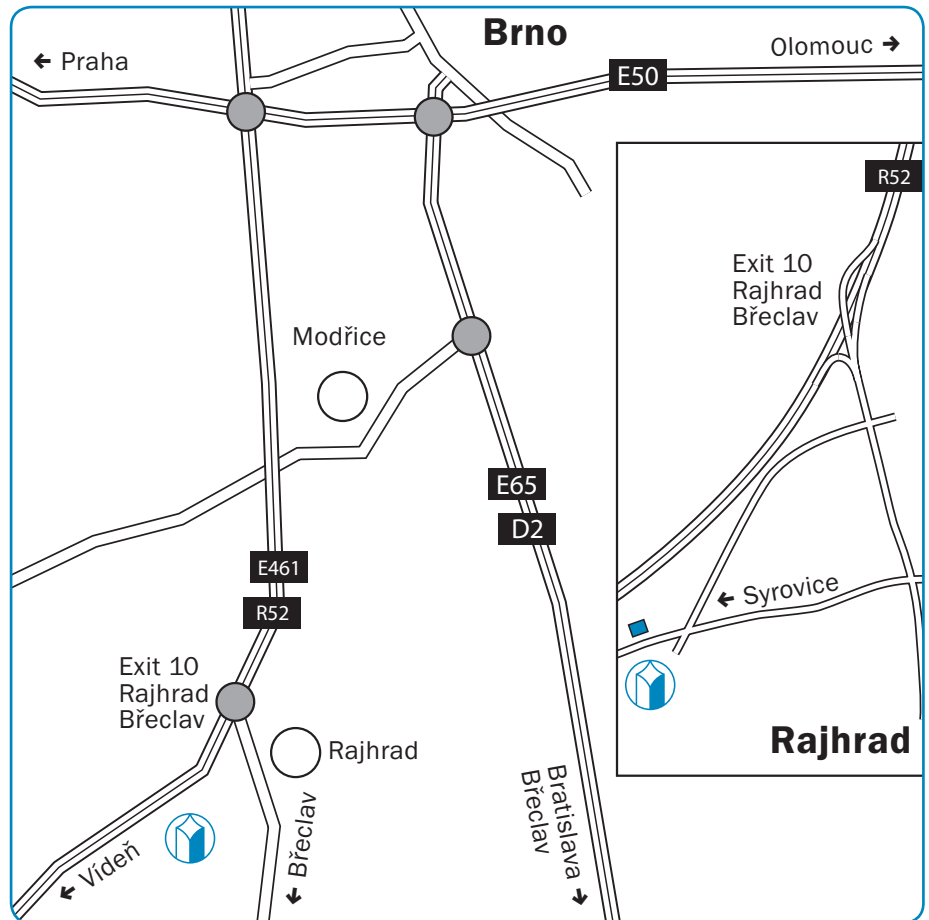 Brno
← Praha
Olomouc →
E50
R52
Exit 10
Rajhrad
Břeclav
Modřice
E65
D2
E461
R52
← Syrovice
Exit 10
Rajhrad
Břeclav
Rajhrad
Rajhrad
← Vídeň
← Břeclav
Bratislava →
Břeclav